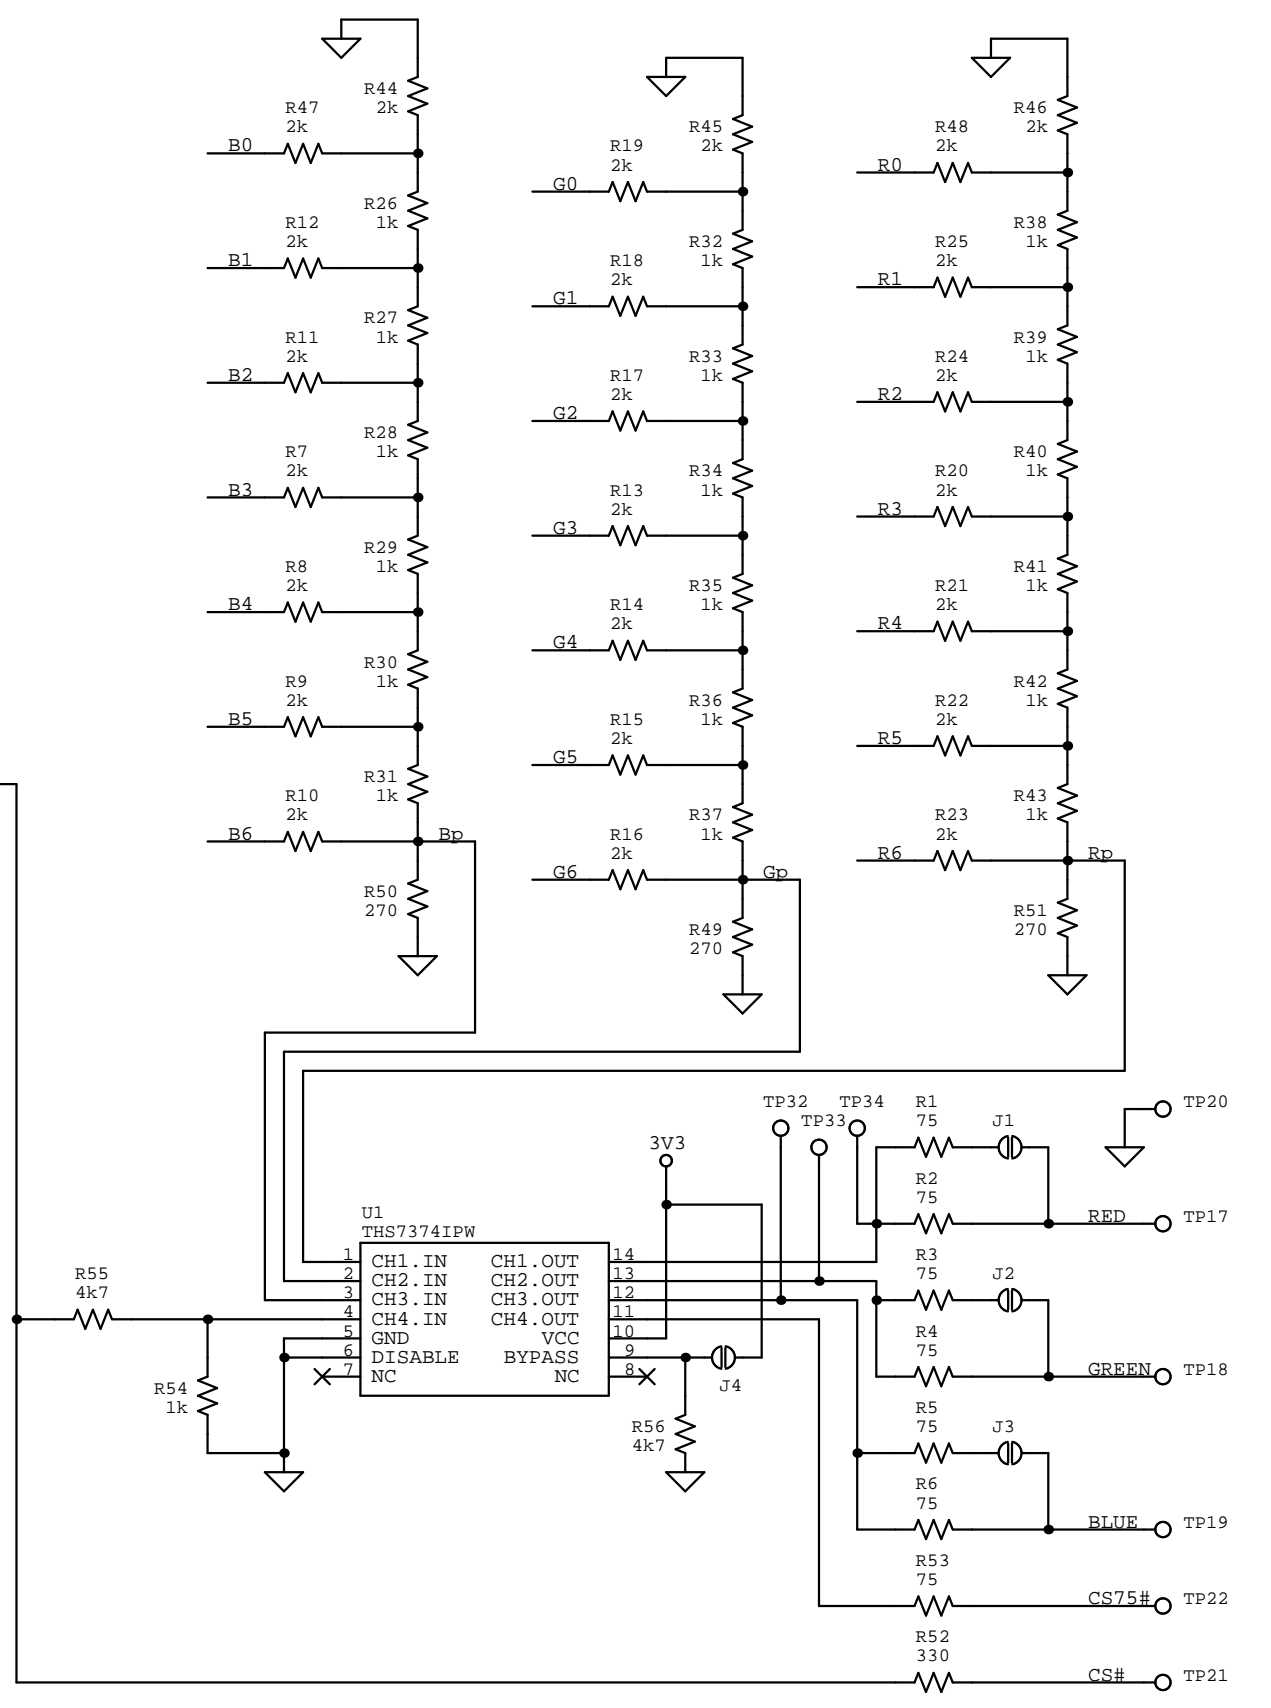 R44
2k
R47
2k
B0
R26
1k
R12
2k
B1
R27
1k
R11
2k
B2
R28
1k
R7
2k
B3
R29
1k
R8
2k
B4
R30
1k
R9
2k
B5
R31
1k
R10
2k
B6
Bp
R50
270
R45
2k
R19
2k
G0
R32
1k
R18
2k
G1
R33
1k
R17
2k
G2
R34
1k
R13
2k
G3
R35
1k
R14
2k
G4
R36
1k
R15
2k
G5
R37
1k
R16
2k
G6
Gp
R49
270
R46
2k
R48
2k
R0
R38
1k
R25
2k
R1
R39
1k
R24
2k
R2
R40
1k
R20
2k
R3
R41
1k
R21
2k
R4
R42
1k
R22
2k
R5
R43
1k
R23
2k
R6
Rp
R51
270
TP32
TP33
TP34
3V3
R1
75
J1
TP20
R2
75
RED
TP17
U1
THS7374IPW
1 CH1.IN CH1.OUT 14
2 CH2.IN CH2.OUT 13
3 CH3.IN CH3.OUT 12
4 CH4.IN CH4.OUT 11
5 GND VCC 10
6 DISABLE BYPASS 9
7 NC NC 8
R55
4k7
R54
1k
J4
R56
4k7
R3
75
J2
R4
75
GREEN
TP18
R5
75
J3
R6
75
BLUE
TP19
R53
75
CS75#
TP22
R52
330
CS#
TP21